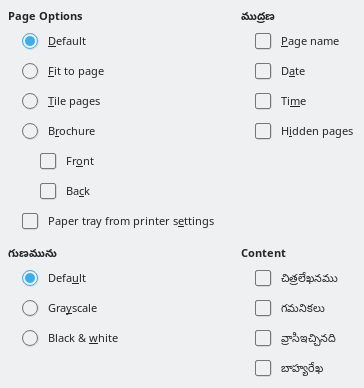 Page Options
Default
Fit to page
Tile pages
Brochure
Front
Back
Paper tray from printer settings
ముద్రణ
Page name
Date
Time
Hidden pages
గుణమును
Default
Grayscale
Black & white
Content
చిత్రలేఖనము
గమనికలు
వ్రాసిఇచ్చినది
బాహ్యరేఖ